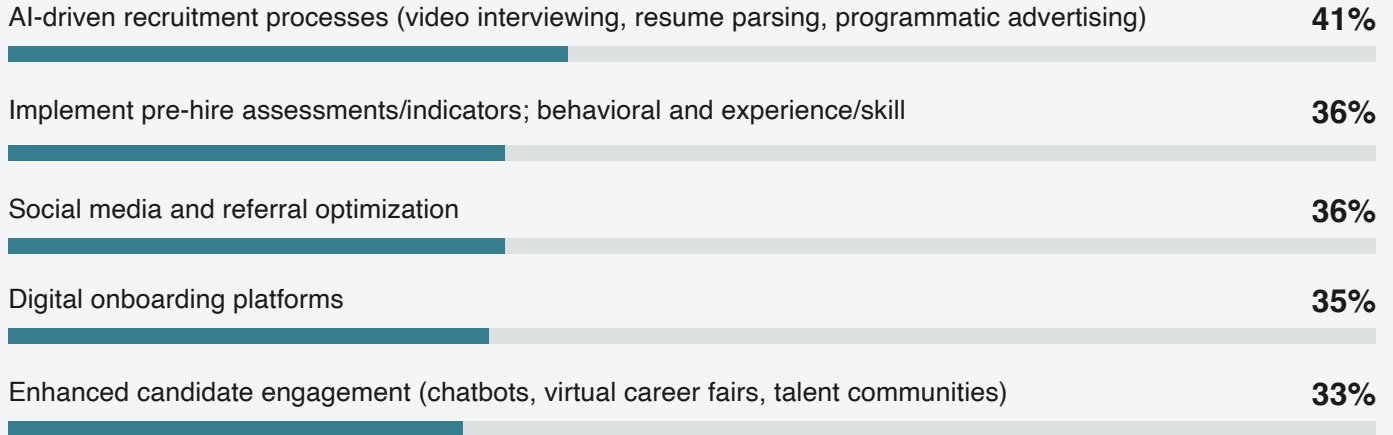 AI-driven recruitment processes (video interviewing, resume parsing, programmatic advertising) 41%
Implement pre-hire assessments/indicators; behavioral and experience/skill 36%
Social media and referral optimization 36%
Digital onboarding platforms 35%
Enhanced candidate engagement (chatbots, virtual career fairs, talent communities) 33%